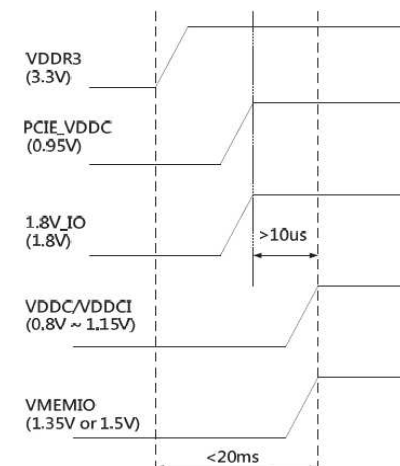 VDDR3
(3.3V)
PCIE_VDDC
(0.95V)
1.8V_IO
(1.8V)
>10us
VDDC/VDDCI
(0.8V ~ 1.15V)
VMEMIO
(1.35V or 1.5V)
<20ms